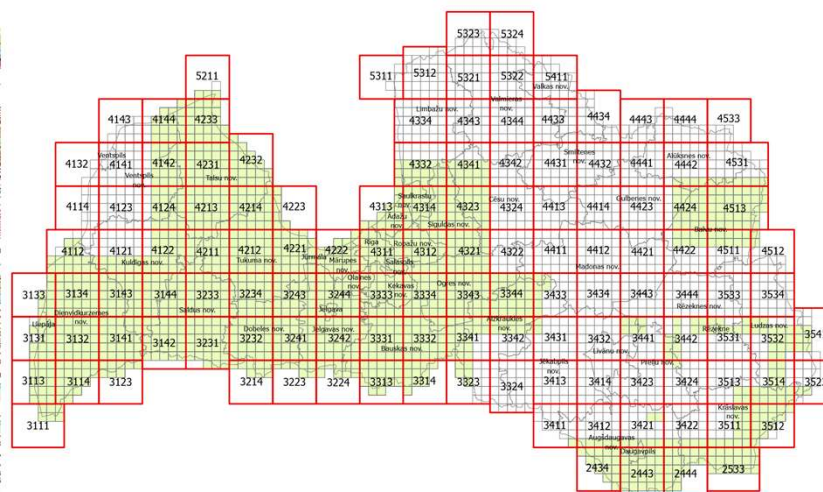 5323 5324
5211 5311 5312 5321 5322 5411
Valkas nov.
Limbažu nov. Valmieras nov.
4143 4144 4233 4334 4343 4344 4433 4434 4443 4444 4533
Smiltenes nov. Alūksnes nov.
Ventspils
4132 4141 4142 4231 4232 4332 4341 4342 4431 4432 4441 4442 4531
Ventspils nov. Talsu nov.
Saulkrastu nov. Cēsu nov. Gulbenes nov.
4114 4123 4124 4213 4214 4223 4313 4314 4323 4324 4413 4414 4423 4424 4513
Ādažu nov. Siguldas nov. Balvu nov.
Rīga Ropažu nov.
4112 4121 4122 4211 4212 4221 4222 4311 4312 4321 4322 4411 4412 4421 4422 4511 4512
Kuldīgas nov. Tukuma nov. Jūrmala Mārupes nov. Salaspils nov. Madonas nov.
Olaines nov. Ķekavas nov. Ogres nov. Rēzeknes nov.
3133 3134 3143 3144 3233 3234 3243 3244 3333 3334 3343 3344 3433 3434 3443 3444 3533 3534
Dienvidkurzemes nov. Saldus nov. Jelgava Aizkraukles nov.
Liepāja Dobeles nov. Jelgavas nov. Rēzekne Ludzas nov.
3131 3132 3141 3142 3231 3232 3241 3242 3331 3332 3341 3342 3431 3432 3441 3442 3531 3532 354
Bauskas nov. Līvānu nov. Preiļu nov.
Jēkabpils nov.
3113 3114 3123 3214 3223 3224 3313 3314 3323 3324 3413 3414 3423 3424 3513 3514 352
Krāslavas nov.
3111 3411 3412 3421 3422 3511 3512
Augšdaugavas nov. Daugavpils
2434 2443 2444 2533